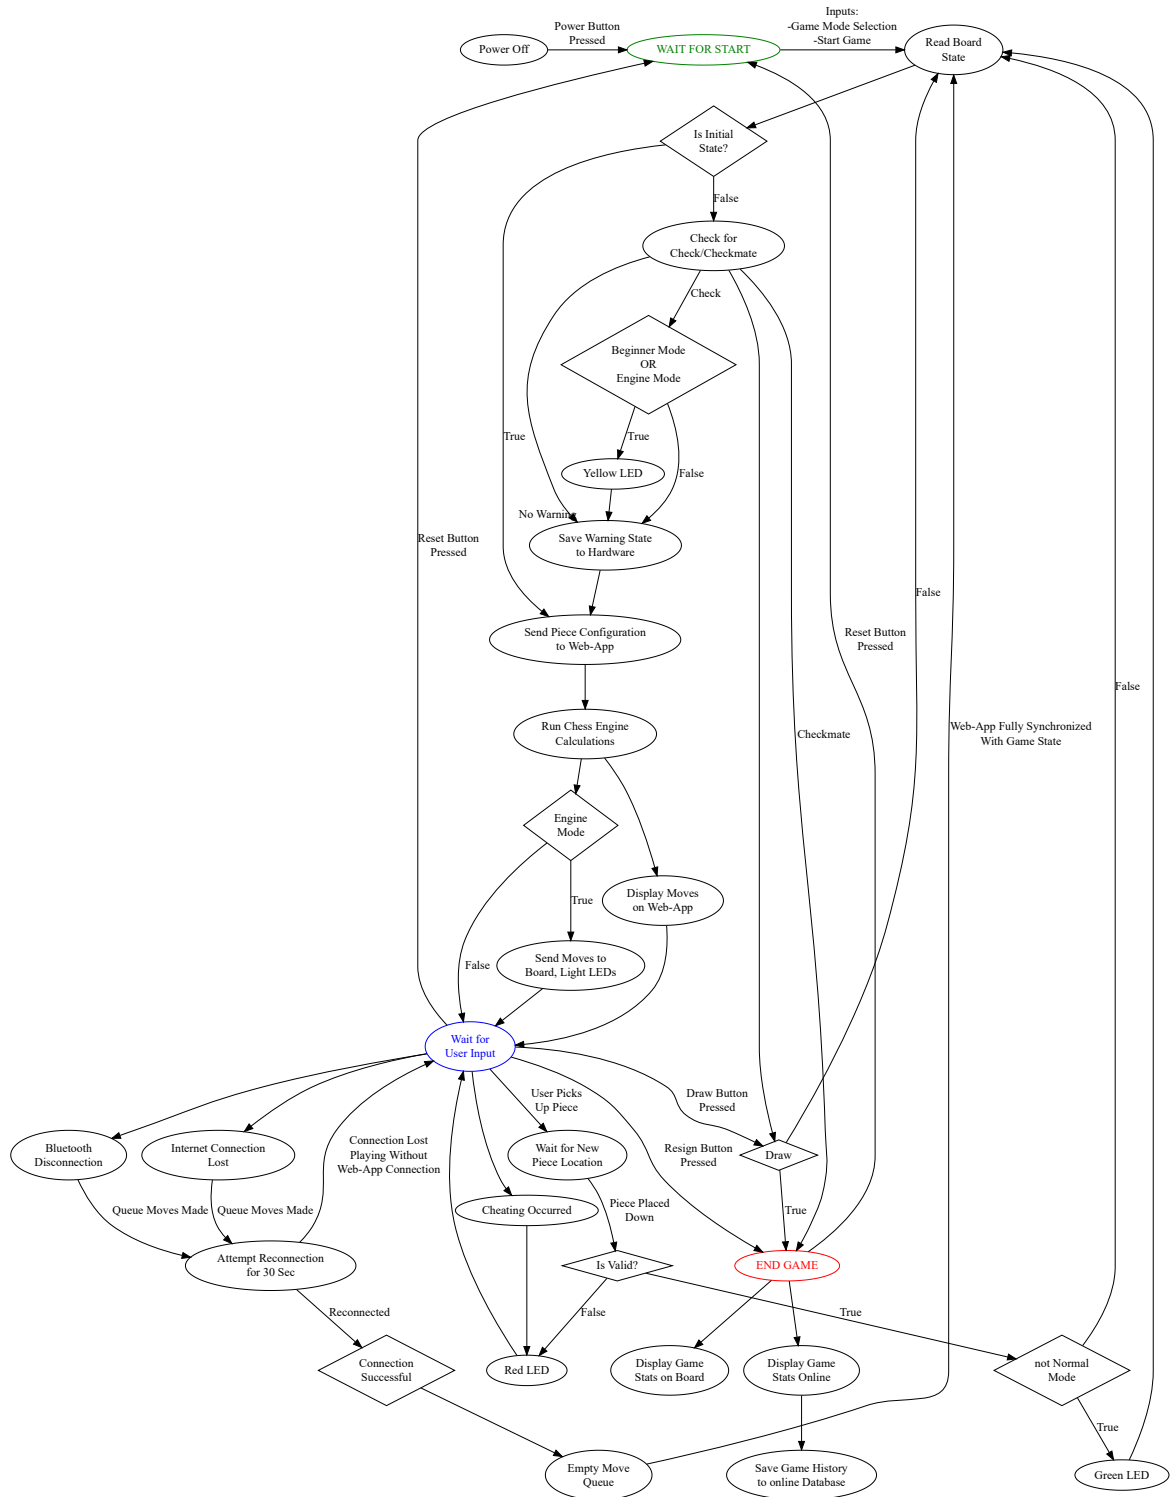 Inputs:
-Game Mode Selection
-Start Game
Power Button
Pressed
Power Off
WAIT FOR START
Read Board
State
Is Initial
State?
False
Check for
Check/Checkmate
Check
Beginner Mode
OR
Engine Mode
True
True
Yellow LED
False
No Warning
Save Warning State
to Hardware
Reset Button
Pressed
False
Send Piece Configuration
to Web-App
Reset Button
Pressed
False
Run Chess Engine
Calculations
Checkmate
Web-App Fully Synchronized
With Game State
Engine
Mode
True
Display Moves
on Web-App
False
Send Moves to
Board, Light LEDs
Wait for
User Input
User Picks
Up Piece
Draw Button
Pressed
Bluetooth
Disconnection
Internet Connection
Lost
Connection Lost
Playing Without
Web-App Connection
Wait for New
Piece Location
Resign Button
Pressed
Draw
Queue Moves Made
Queue Moves Made
Cheating Occurred
Piece Placed
Down
True
Attempt Reconnection
for 30 Sec
Is Valid?
END GAME
Reconnected
False
True
Connection
Successful
Red LED
Display Game
Stats on Board
Display Game
Stats Online
not Normal
Mode
True
Empty Move
Queue
Save Game History
to online Database
Green LED